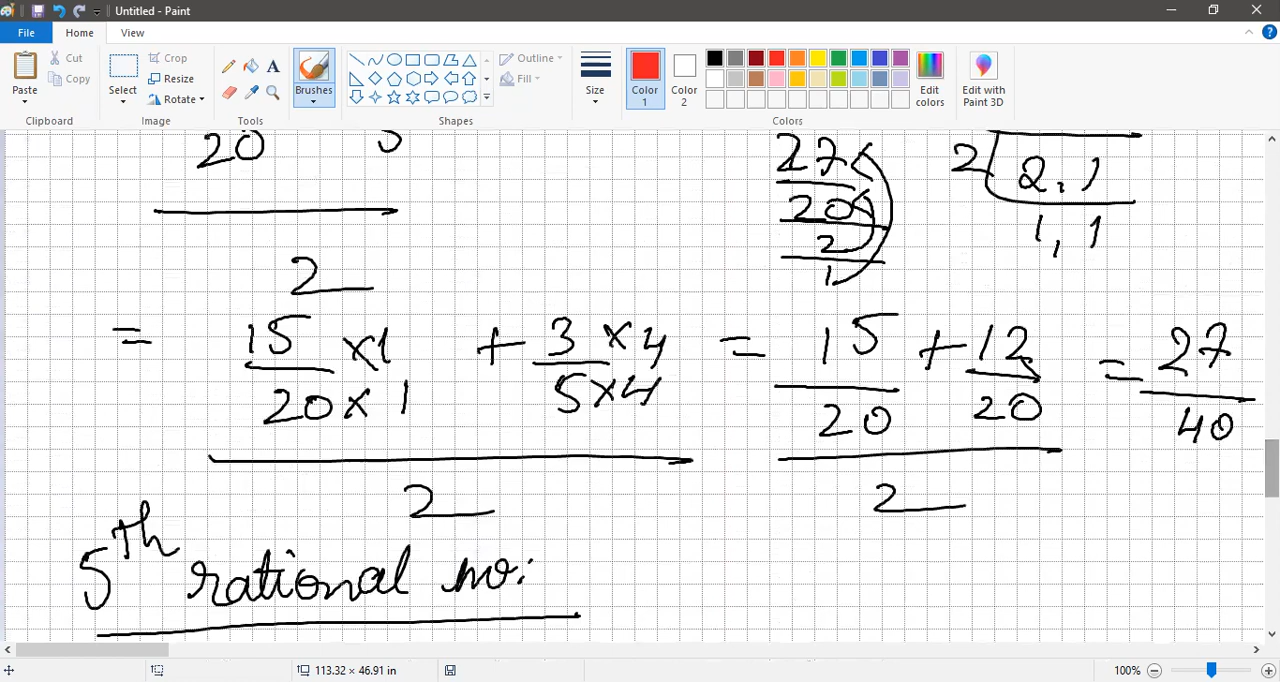 Untitled - Paint
File Home View
Paste
Cut
Copy
Clipboard
Select
Crop
Resize
Rotate
Image
A
Tools
Brushes
Outline
Fill
Shapes
Size
Color 1
Color 2
Edit colors
Edit with Paint 3D
Colors
20
2
27
20
2
1
2 2, 1
1, 1
= 15 × 1 + 3 × 4 = 15 + 12 = 27
20 × 1 5 × 4 20 20 40
2 2
5th rational no:
113.32 × 46.91 in
100%